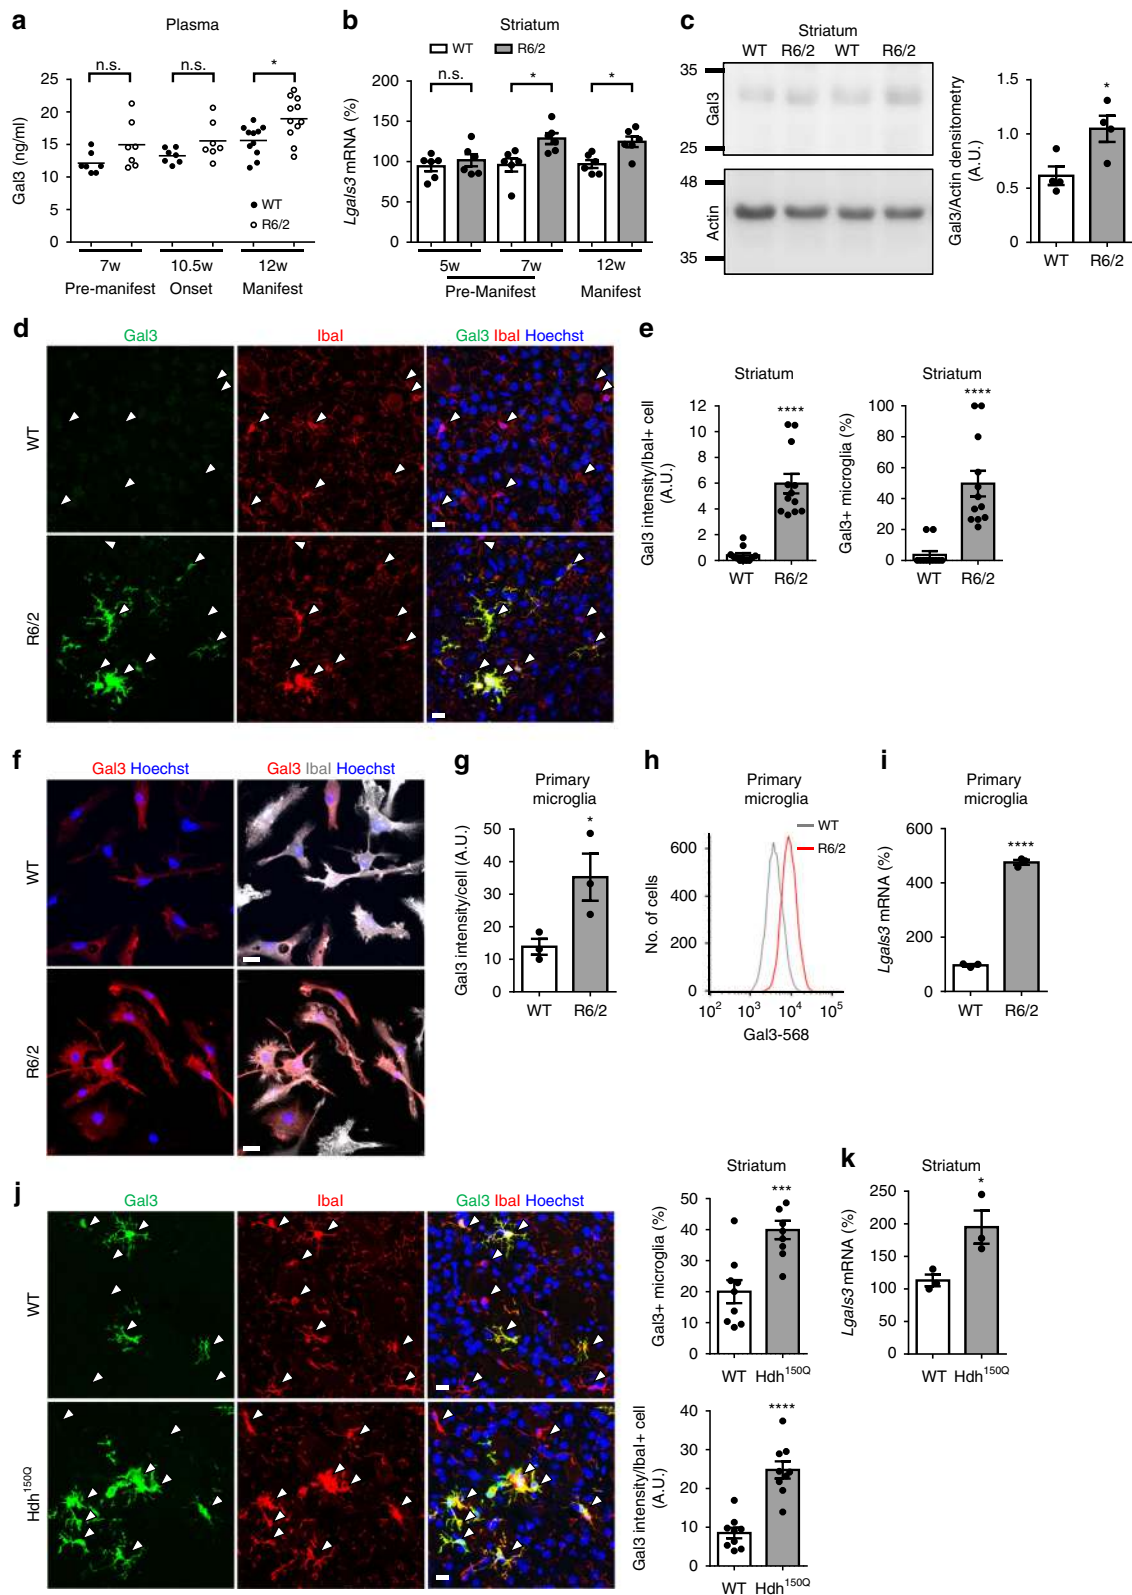 a
Plasma
n.s.
n.s.
*
25
20
15
10
5
0
Gal3 (ng/ml)
WT
R6/2
7w
10.5w
12w
Pre-manifest
Onset
Manifest
b
Striatum
WT
R6/2
n.s.
*
*
200
150
100
50
0
Lgals3 mRNA (%)
5w
7w
12w
Pre-Manifest
Manifest
c
Striatum
WT R6/2 WT R6/2
35
Gal3
25
48
Actin
35
1.5
1.0
0.5
0
Gal3/Actin densitometry
(A.U.)
*
WT R6/2
d
Gal3
IbaI
Gal3 IbaI Hoechst
WT
R6/2
e
Striatum
12
10
8
6
4
2
0
Gal3 intensity/IbaI+ cell
(A.U.)
****
WT R6/2
Striatum
100
80
60
40
20
0
Gal3+ microglia (%)
****
WT R6/2
f
Gal3 Hoechst
Gal3 IbaI Hoechst
WT
R6/2
g
Primary
microglia
50
40
30
20
10
0
Gal3 intensity/cell (A.U.)
*
WT R6/2
h
Primary
microglia
WT
R6/2
600
400
200
0
No. of cells
10² 10³ 10⁴ 10⁵
Gal3-568
i
Primary
microglia
600
400
200
0
Lgals3 mRNA (%)
****
WT R6/2
j
Gal3
IbaI
Gal3 IbaI Hoechst
WT
Hdh¹⁵⁰Q
Striatum
50
40
30
20
10
0
Gal3+ microglia (%)
***
WT Hdh¹⁵⁰Q
40
30
20
10
0
Gal3 intensity/IbaI+ cell
(A.U.)
****
WT Hdh¹⁵⁰Q
k
Striatum
250
200
150
100
50
0
Lgals3 mRNA (%)
*
WT Hdh¹⁵⁰Q